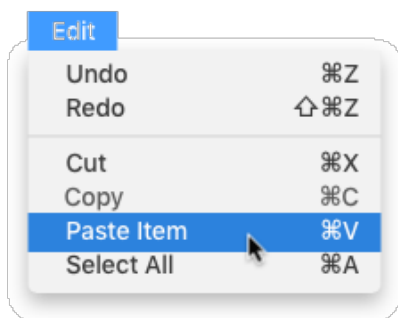 Edit
Undo ⌘Z
Redo ⇧⌘Z
Cut ⌘X
Copy ⌘C
Paste Item ⌘V
Select All ⌘A